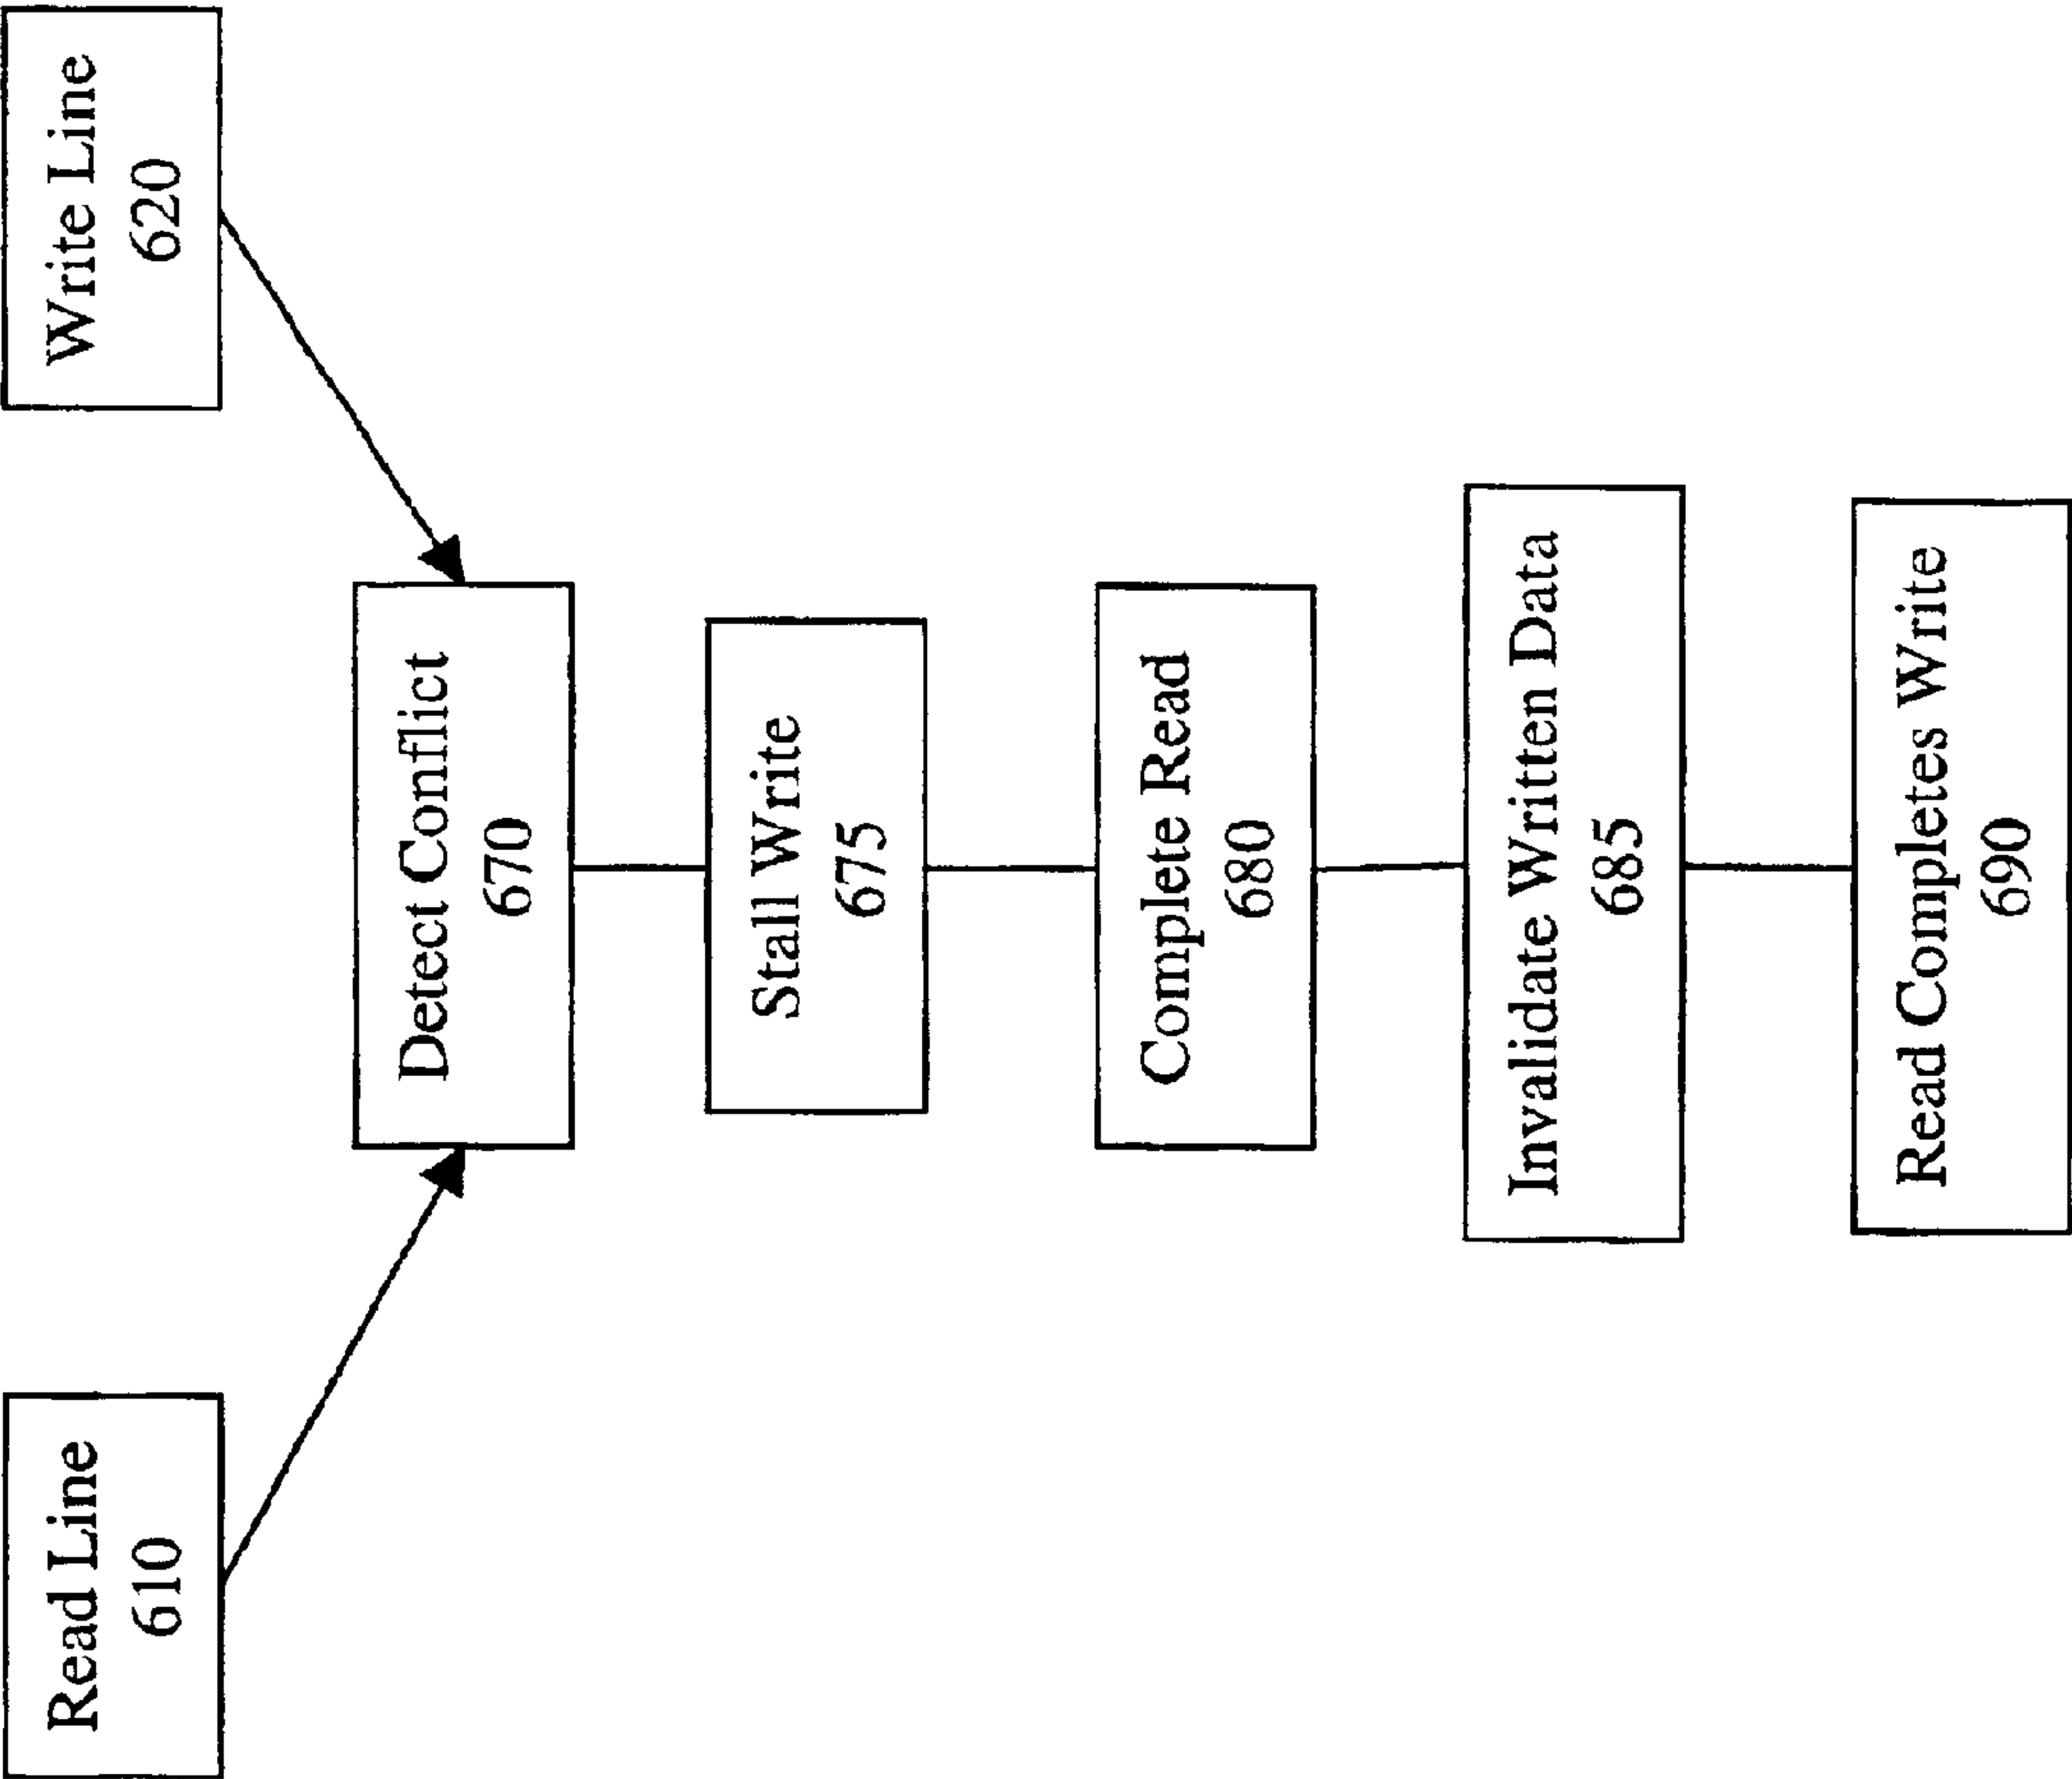 Read Line
610
Write Line
620
Detect Conflict
670
Stall Write
675
Complete Read
680
Invalidate Written Data
685
Read Completes Write
690